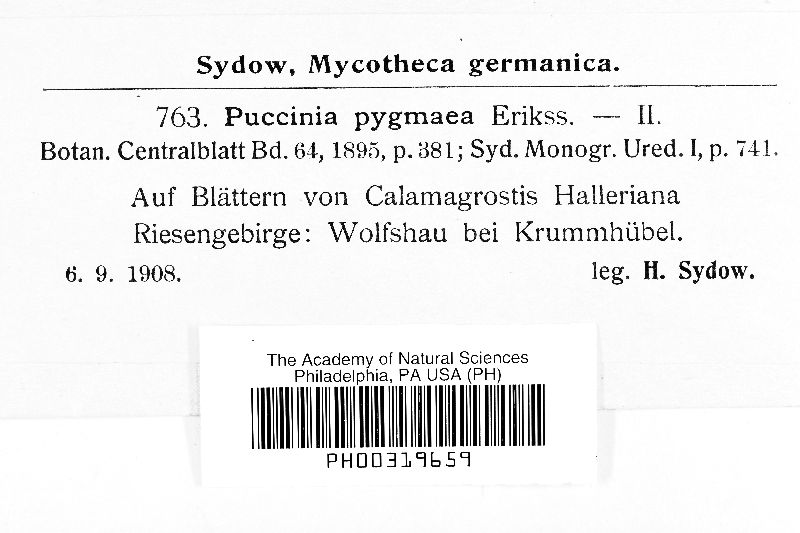 Sydow, Mycotheca germanica.
763. Puccinia pygmaea Erikss. — II.
Botan. Centralblatt Bd. 64, 1895, p. 381; Syd. Monogr. Ured. I, p. 741.
Auf Blättern von Calamagrostis Halleriana
Riesengebirge: Wolfshau bei Krummhübel.
6. 9. 1908. leg. H. Sydow.
The Academy of Natural Sciences
Philadelphia, PA USA (PH)
PH00319659